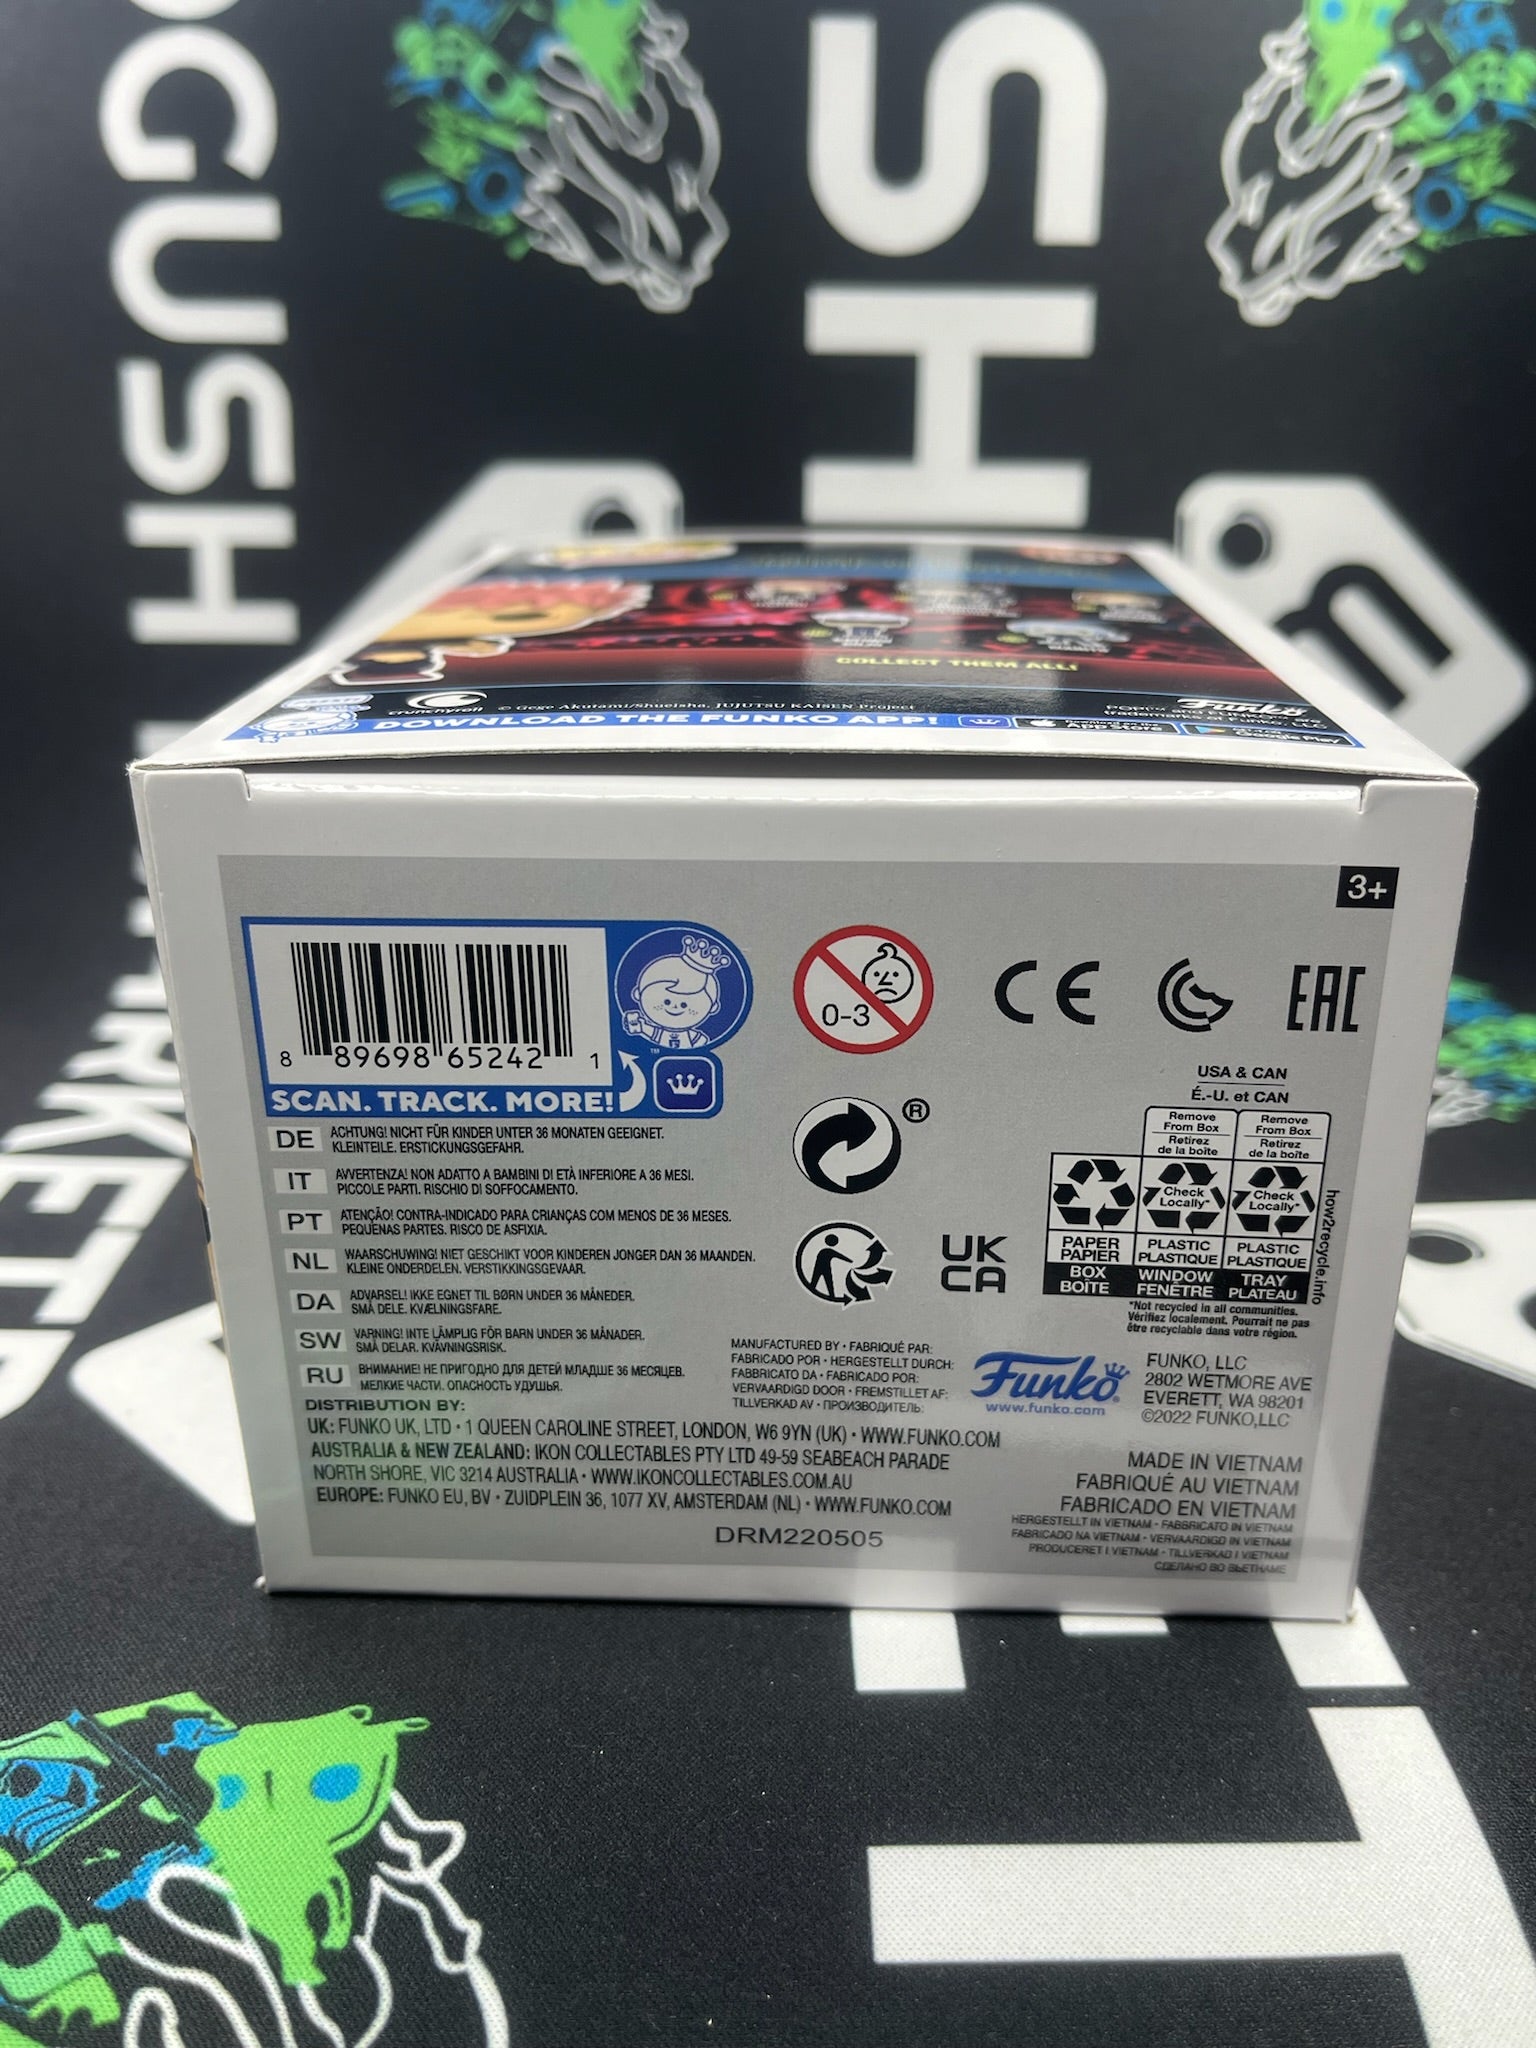 OGUSH
SH
COLLECT THEM ALL!
crunchyroll © Gege Akutami/Shueisha, JUJUTSU KAISEN Project
Funko
DOWNLOAD THE FUNKO APP!
App Store
Google Play
3+
8 89698 65242 1
SCAN. TRACK. MORE!
™
0-3
CE
EAC
®
UK
CA
DE ACHTUNG! NICHT FÜR KINDER UNTER 36 MONATEN GEEIGNET.
KLEINTEILE. ERSTICKUNGSGEFAHR.
IT AVVERTENZA! NON ADATTO A BAMBINI DI ETÀ INFERIORE A 36 MESI.
PICCOLE PARTI. RISCHIO DI SOFFOCAMENTO.
PT ATENÇÃO! CONTRA-INDICADO PARA CRIANÇAS COM MENOS DE 36 MESES.
PEQUENAS PARTES. RISCO DE ASFIXIA.
NL WAARSCHUWING! NIET GESCHIKT VOOR KINDEREN JONGER DAN 36 MAANDEN.
KLEINE ONDERDELEN. VERSTIKKINGSGEVAAR.
DA ADVARSEL! IKKE EGNET TIL BØRN UNDER 36 MÅNEDER.
SMÅ DELE. KVÆLNINGSFARE.
SW VARNING! INTE LÄMPLIG FÖR BARN UNDER 36 MÅNADER.
SMÅ DELAR. KVÄVNINGSRISK.
RU ВНИМАНИЕ! НЕ ПРИГОДНО ДЛЯ ДЕТЕЙ МЛАДШЕ 36 МЕСЯЦЕВ.
МЕЛКИЕ ЧАСТИ. ОПАСНОСТЬ УДУШЬЯ.
USA & CAN
É.-U. et CAN
Remove From Box
Retirez de la boîte
Remove From Box
Retirez de la boîte
Check Locally*
Check Locally*
PAPER PAPIER
PLASTIC PLASTIQUE
PLASTIC PLASTIQUE
BOX BOÎTE
WINDOW FENÊTRE
TRAY PLATEAU
how2recycle.info
*Not recycled in all communities.
Vérifiez localement. Pourrait ne pas
être recyclable dans votre région.
MANUFACTURED BY • FABRIQUÉ PAR:
FABRICADO POR • HERGESTELLT DURCH:
FABBRICATO DA • FABRICADO POR:
VERVAARDIGD DOOR • FREMSTILLET AF:
TILLVERKAD AV • ПРОИЗВОДИТЕЛЬ:
Funko
www.funko.com
FUNKO, LLC
2802 WETMORE AVE
EVERETT, WA 98201
©2022 FUNKO,LLC
DISTRIBUTION BY:
UK: FUNKO UK, LTD • 1 QUEEN CAROLINE STREET, LONDON, W6 9YN (UK) • WWW.FUNKO.COM
AUSTRALIA & NEW ZEALAND: IKON COLLECTABLES PTY LTD 49-59 SEABEACH PARADE
NORTH SHORE, VIC 3214 AUSTRALIA • WWW.IKONCOLLECTABLES.COM.AU
EUROPE: FUNKO EU, BV • ZUIDPLEIN 36, 1077 XV, AMSTERDAM (NL) • WWW.FUNKO.COM
DRM220505
MADE IN VIETNAM
FABRIQUÉ AU VIETNAM
FABRICADO EN VIETNAM
HERGESTELLT IN VIETNAM • FABBRICATO IN VIETNAM
FABRICADO NA VIETNAM • VERVAARDIGD IN VIETNAM
PRODUCERET I VIETNAM • TILLVERKAD I VIETNAM
СДЕЛАНО ВО ВЬЕТНАМЕ